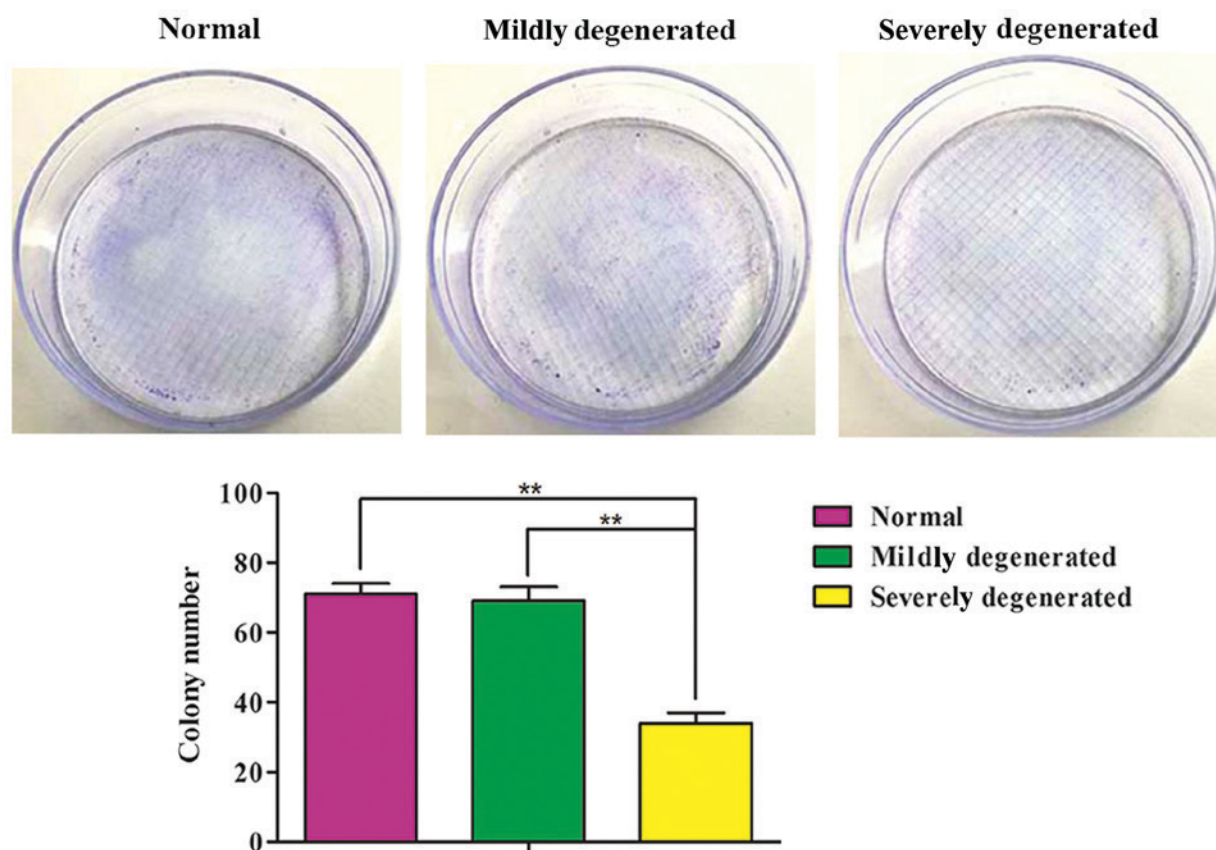 Normal Mildly degenerated Severely degenerated
100
80
60
40
20
0
Colony number
**
**
Normal
Mildly degenerated
Severely degenerated